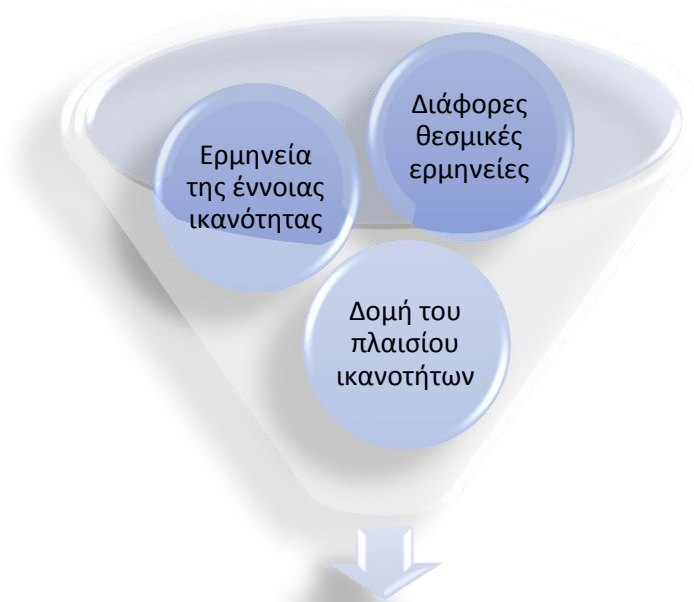 Ερμηνεία
της έννοιας
ικανότητας
Διάφορες
θεσμικές
ερμηνείες
Δομή του
πλαισίου
ικανοτήτων